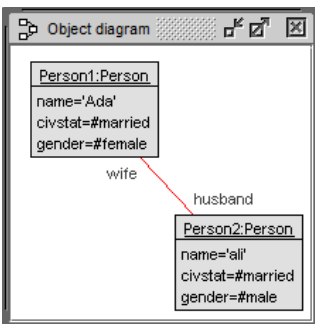 Object diagram
Person1:Person
name='Ada'
civstat=#married
gender=#female
wife
husband
Person2:Person
name='ali'
civstat=#married
gender=#male